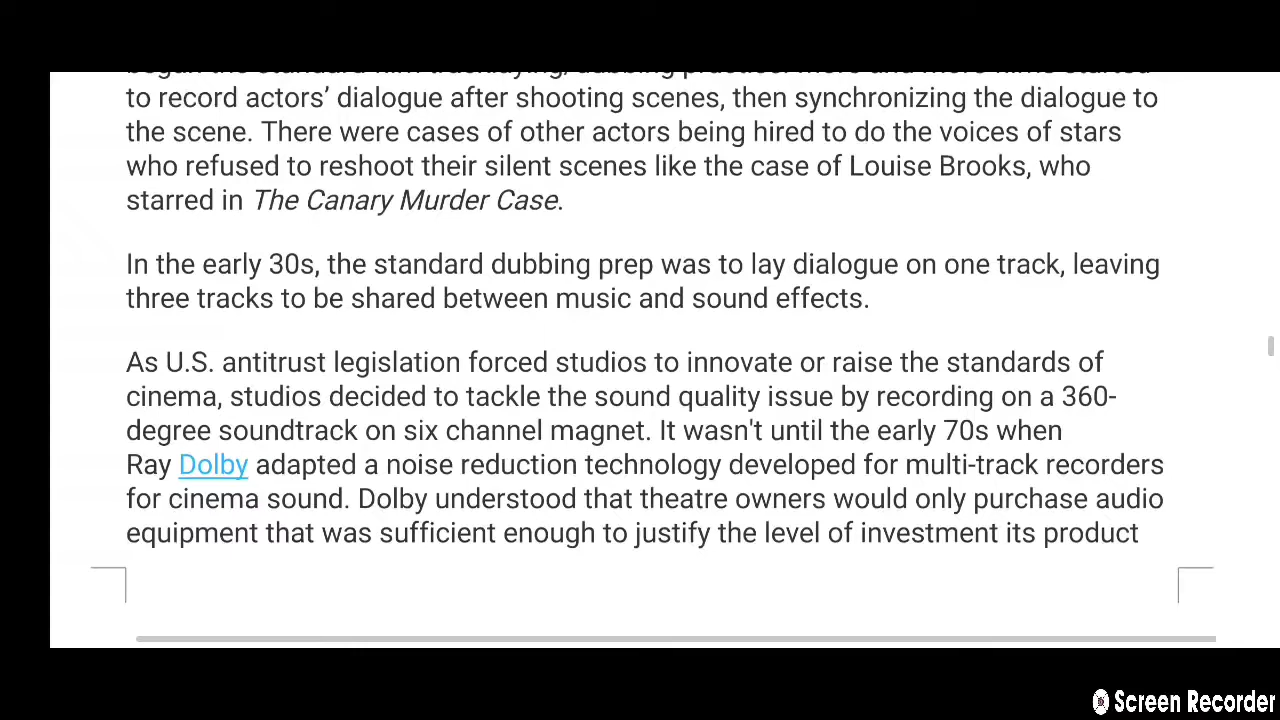 to record actors’ dialogue after shooting scenes, then synchronizing the dialogue to
the scene. There were cases of other actors being hired to do the voices of stars
who refused to reshoot their silent scenes like the case of Louise Brooks, who
starred in The Canary Murder Case.
In the early 30s, the standard dubbing prep was to lay dialogue on one track, leaving
three tracks to be shared between music and sound effects.
As U.S. antitrust legislation forced studios to innovate or raise the standards of
cinema, studios decided to tackle the sound quality issue by recording on a 360-
degree soundtrack on six channel magnet. It wasn't until the early 70s when
Ray Dolby adapted a noise reduction technology developed for multi-track recorders
for cinema sound. Dolby understood that theatre owners would only purchase audio
equipment that was sufficient enough to justify the level of investment its product
Screen Recorder